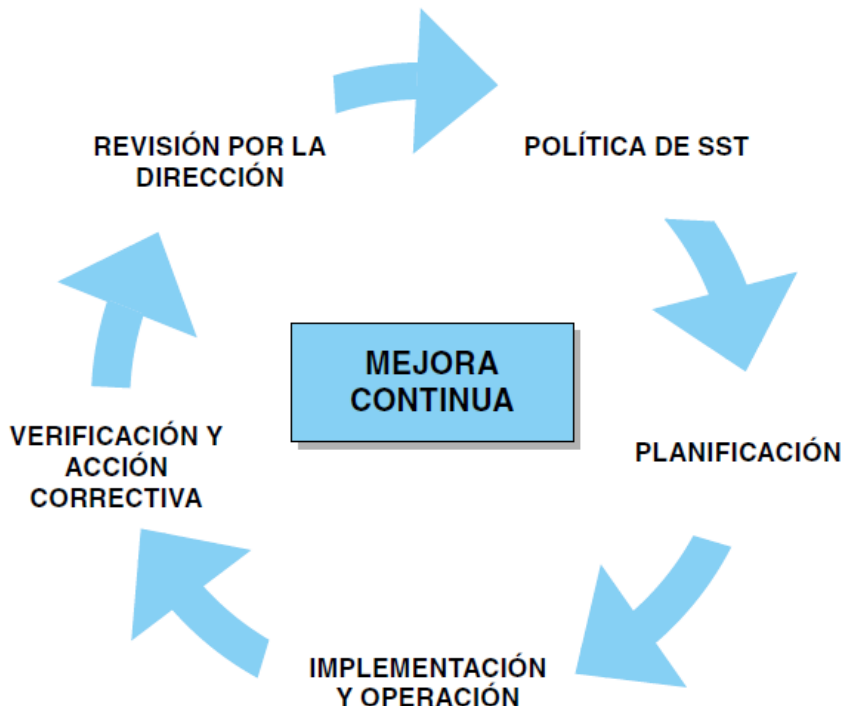 REVISIÓN POR LA
DIRECCIÓN
POLÍTICA DE SST
MEJORA
CONTINUA
VERIFICACIÓN Y
ACCIÓN
CORRECTIVA
PLANIFICACIÓN
IMPLEMENTACIÓN
Y OPERACIÓN